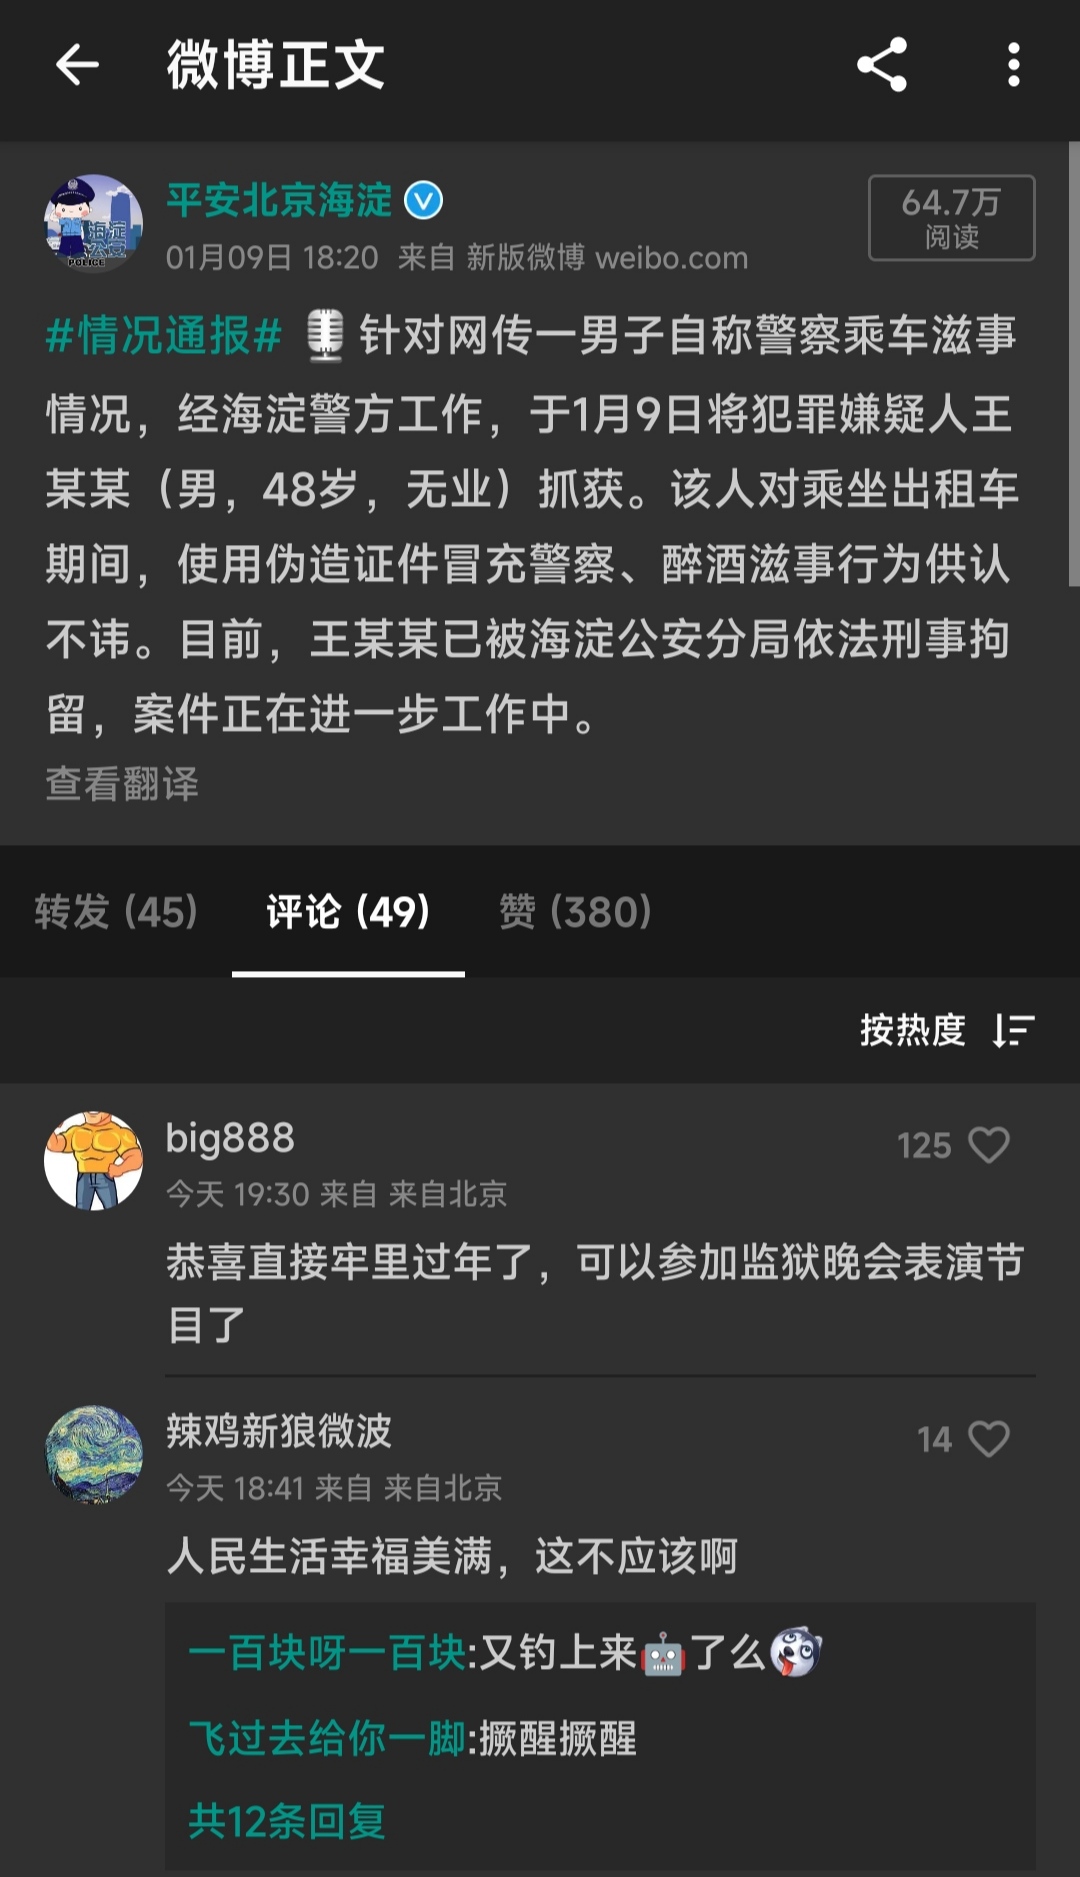 微博正文
平安北京海淀
01月09日 18:20 来自 新版微博 weibo.com
64.7万
阅读
海淀
公安
POLICE
#情况通报# 🎙针对网传一男子自称警察乘车滋事
情况，经海淀警方工作，于1月9日将犯罪嫌疑人王
某某（男，48岁，无业）抓获。该人对乘坐出租车
期间，使用伪造证件冒充警察、醉酒滋事行为供认
不讳。目前，王某某已被海淀公安分局依法刑事拘
留，案件正在进一步工作中。
查看翻译
转发 (45) 评论 (49) 赞 (380)
按热度
big888
125
今天 19:30 来自 来自北京
恭喜直接牢里过年了，可以参加监狱晚会表演节
目了
辣鸡新狼微波
14
今天 18:41 来自 来自北京
人民生活幸福美满，这不应该啊
一百块呀一百块:又钓上来🤖了么
飞过去给你一脚:撅醒撅醒
共12条回复